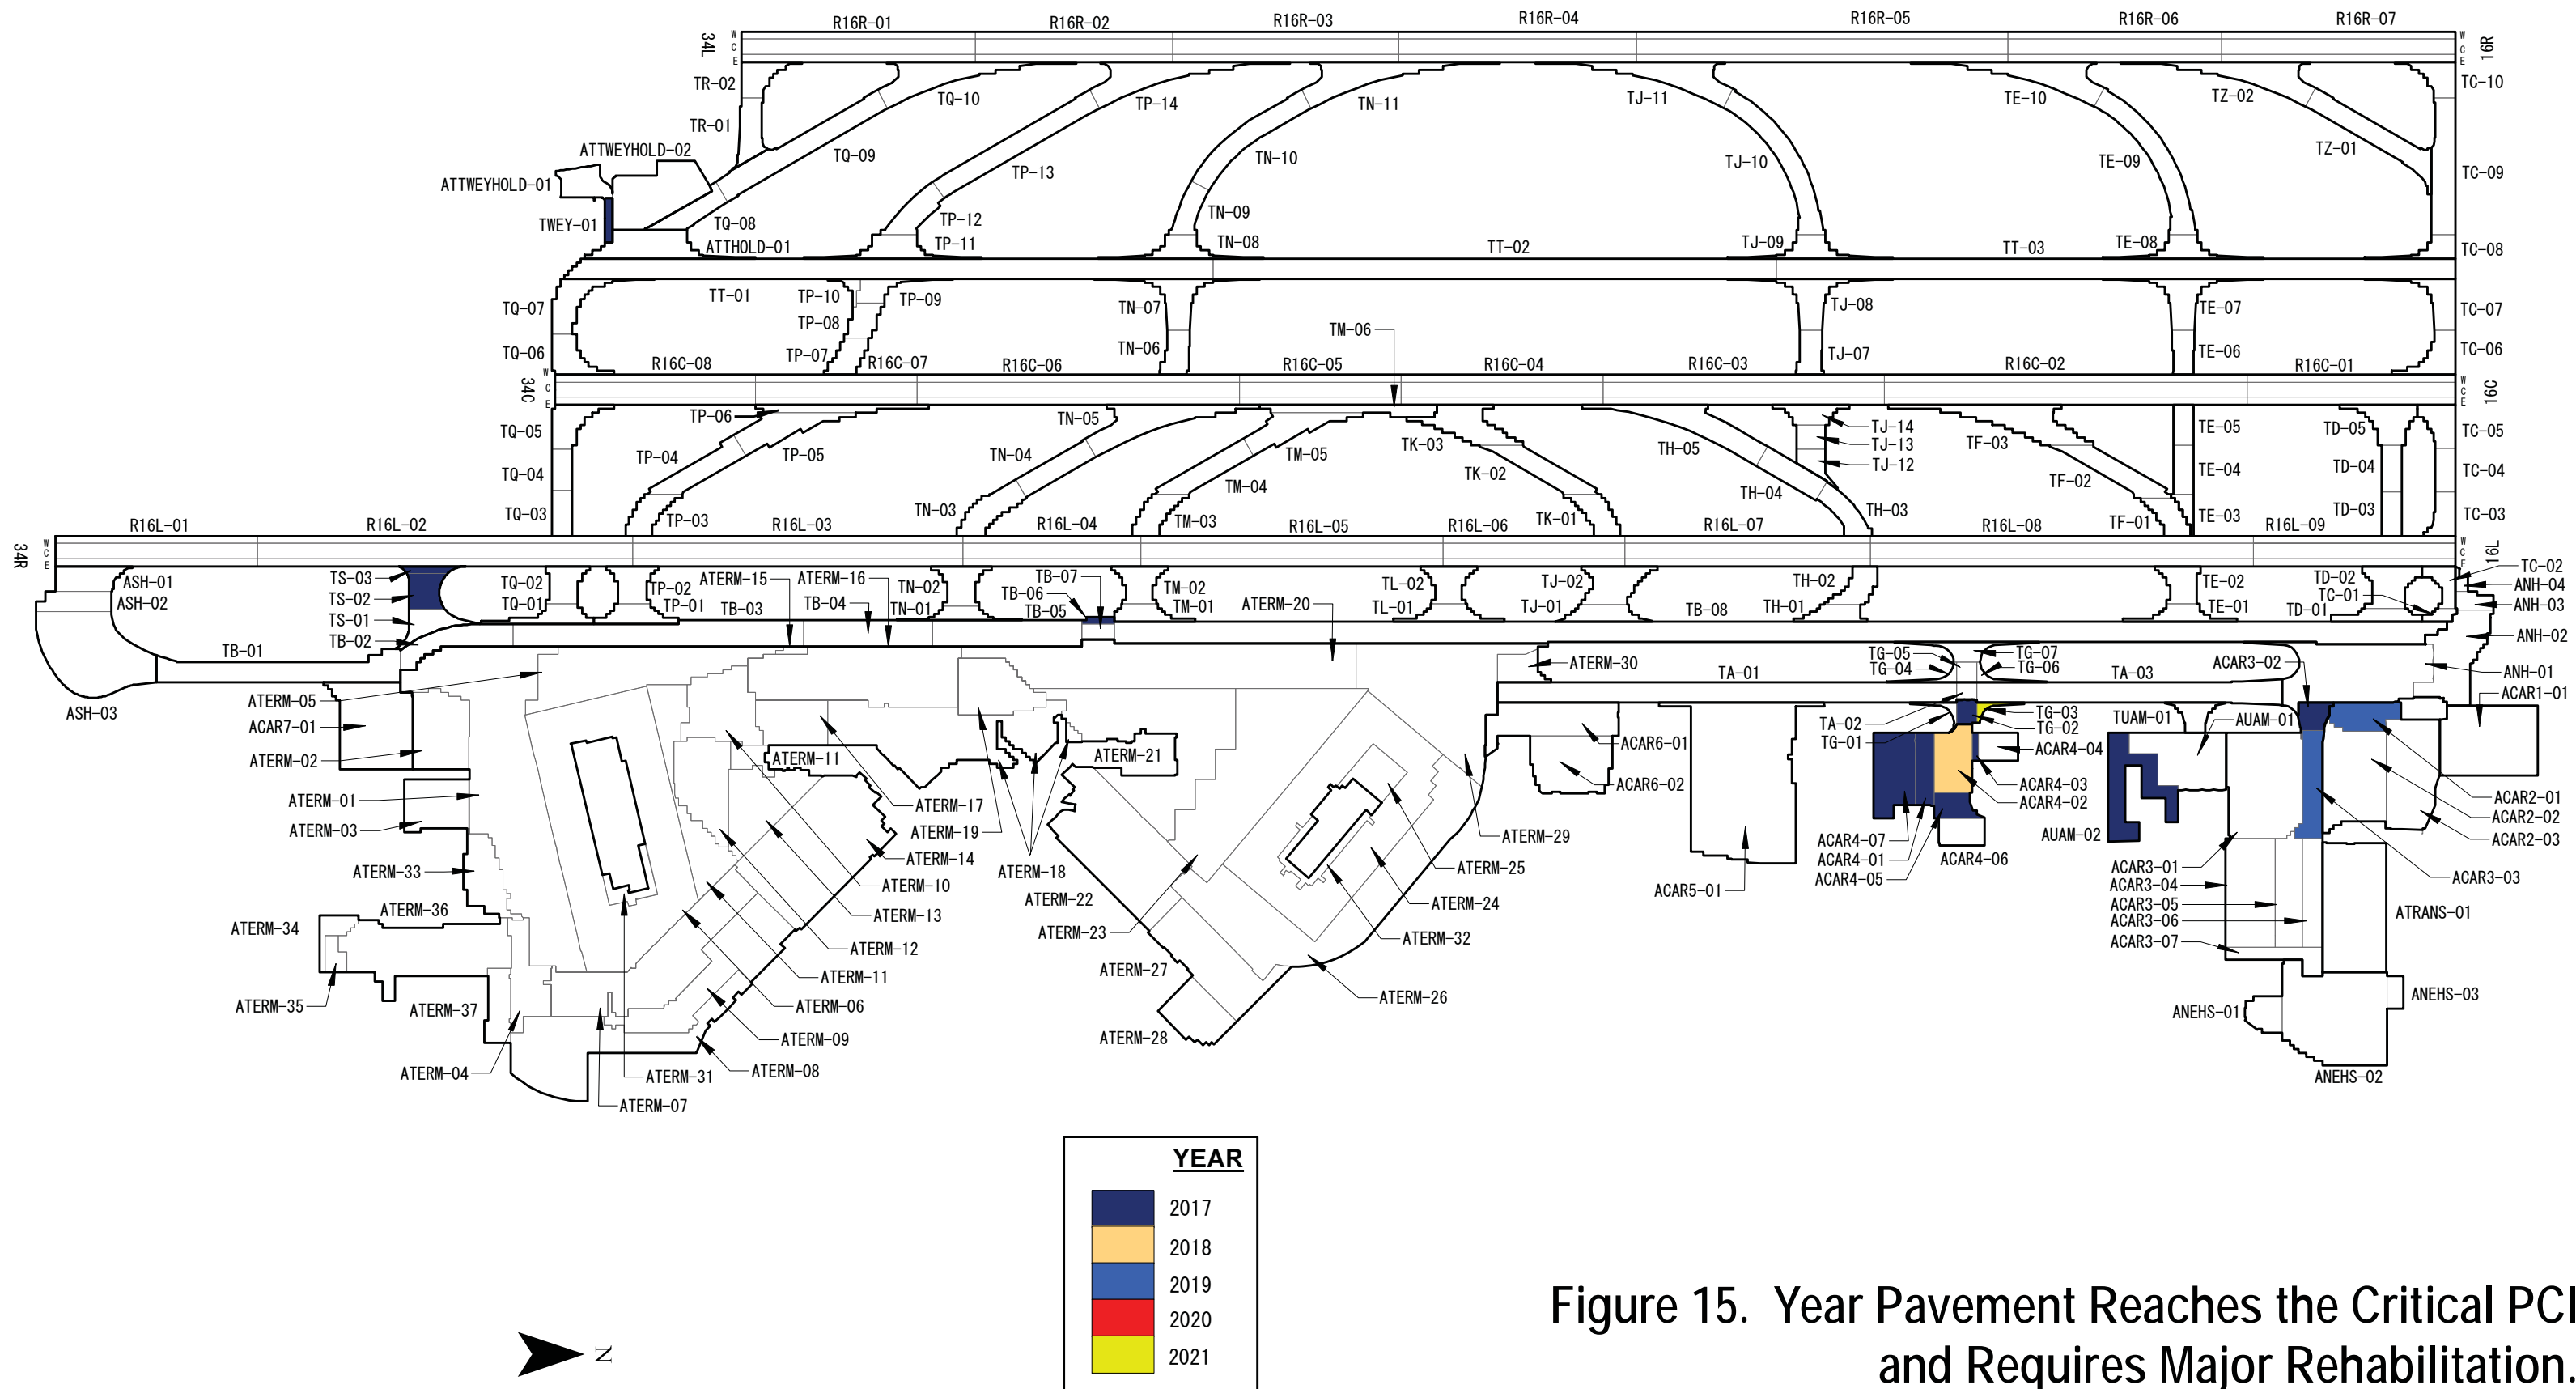 R16R-01 R16R-02 R16R-03 R16R-04 R16R-05 R16R-06 R16R-07
34L W C E W C E 16R
TR-02 TQ-10 TP-14 TN-11 TJ-11 TE-10 TZ-02 TC-10
TR-01
ATTWEYHOLD-02 TQ-09 TP-13 TN-10 TJ-10 TE-09 TZ-01 TC-09
ATTWEYHOLD-01
TWEY-01 TQ-08 TP-12 TN-09
ATTHOLD-01 TP-11 TN-08 TT-02 TJ-09 TT-03 TE-08 TC-08
TQ-07 TT-01 TP-10 TP-09 TN-07 TJ-08 TE-07 TC-07
TP-08 TM-06
TQ-06 TP-07 TN-06 TJ-07 TE-06 TC-06
R16C-08 R16C-07 R16C-06 R16C-05 R16C-04 R16C-03 R16C-02 R16C-01
34C W C E W C E 16C
TP-06 TN-05 TJ-14
TQ-05 TK-03 TJ-13 TF-03 TE-05 TD-05 TC-05
TP-04 TP-05 TN-04 TM-05 TH-05 TJ-12
TQ-04 TM-04 TK-02 TH-04 TF-02 TE-04 TD-04 TC-04
TQ-03 TP-03 TN-03 TM-03 TK-01 TH-03 TF-01 TE-03 TD-03 TC-03
R16L-01 R16L-02 R16L-03 R16L-04 R16L-05 R16L-06 R16L-07 R16L-08 R16L-09
34R W C E W C E 16L
ASH-01 TS-03 TQ-02 TP-02 ATERM-15 ATERM-16 TN-02 TB-07 TM-02 TL-02 TJ-02 TH-02 TE-02 TD-02 TC-02
ASH-02 TS-02 TQ-01 TP-01 TB-03 TB-04 TN-01 TB-06 TB-05 TM-01 ATERM-20 TL-01 TJ-01 TB-08 TH-01 TE-01 TD-01 TC-01 ANH-04
TS-01 ANH-03
TB-01 TB-02 ANH-02
ASH-03 ATERM-05 ATERM-30 TA-01 TG-05 TG-04 TG-07 TG-06 TA-03 ACAR3-02 ANH-01
ACAR7-01 TA-02 TG-03 TUAM-01 AUAM-01 ACAR1-01
ATERM-02 ATERM-11 ATERM-21 ACAR6-01 TG-01 TG-02 ACAR4-04
ATERM-01 ATERM-17 ACAR6-02 ACAR4-03 ACAR2-01
ATERM-03 ATERM-19 ATERM-29 ACAR4-02 ACAR2-02
ATERM-14 ACAR4-07 AUAM-02 ACAR2-03
ATERM-33 ATERM-18 ATERM-25 ACAR4-01 ACAR4-06 ACAR3-01
ATERM-10 ACAR5-01 ACAR4-05 ACAR3-04 ACAR3-03
ATERM-36 ATERM-13 ATERM-22 ATERM-24 ACAR3-05 ATRANS-01
ATERM-34 ATERM-12 ATERM-23 ATERM-32 ACAR3-06
ATERM-11 ATERM-27 ACAR3-07
ATERM-35 ATERM-37 ATERM-06 ATERM-26 ANEHS-01 ANEHS-03
ATERM-09 ATERM-28
ATERM-04 ATERM-31 ATERM-08 ANEHS-02
ATERM-07
YEAR
2017
2018
2019
2020
2021
N
Figure 15. Year Pavement Reaches the Critical PCI
and Requires Major Rehabilitation.